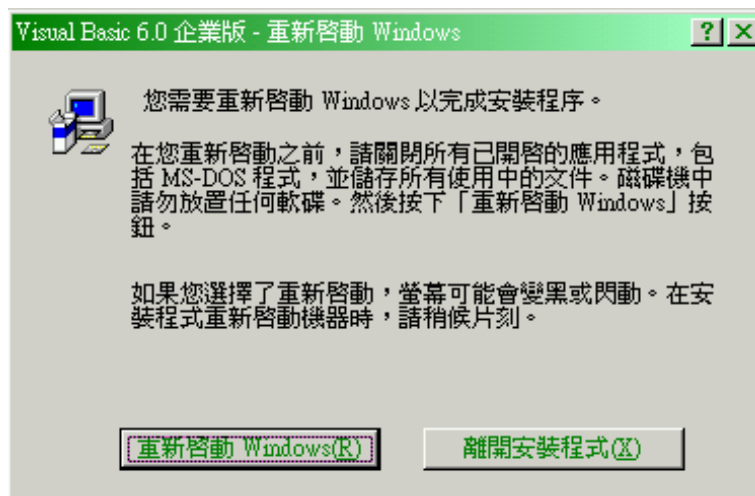 Visual Basic 6.0 企業版 - 重新啓動 Windows
您需要重新啓動 Windows 以完成安裝程序。
在您重新啓動之前，請關閉所有已開啓的應用程式，包
括 MS-DOS 程式，並儲存所有使用中的文件。磁碟機中
請勿放置任何軟碟。然後按下「重新啓動 Windows」按
鈕。
如果您選擇了重新啓動，螢幕可能會變黑或閃動。在安
裝程式重新啓動機器時，請稍候片刻。
重新啓動 Windows(R)
離開安裝程式(X)